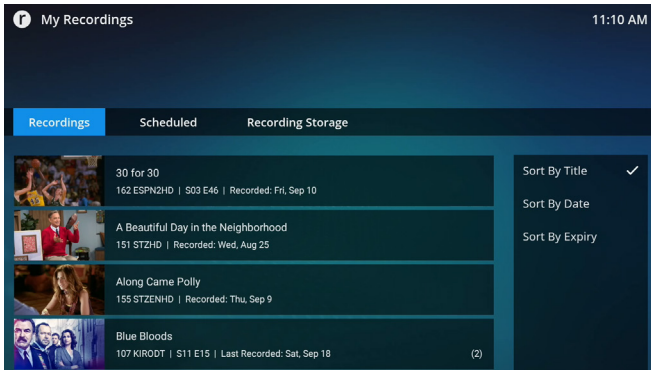 r My Recordings 11:10 AM
Recordings Scheduled Recording Storage
30 for 30
162 ESPN2HD | S03 E46 | Recorded: Fri, Sep 10
A Beautiful Day in the Neighborhood
151 STZHD | Recorded: Wed, Aug 25
Along Came Polly
155 STZENHD | Recorded: Thu, Sep 9
Blue Bloods
107 KIRODT | S11 E15 | Last Recorded: Sat, Sep 18 (2)
Sort By Title
Sort By Date
Sort By Expiry